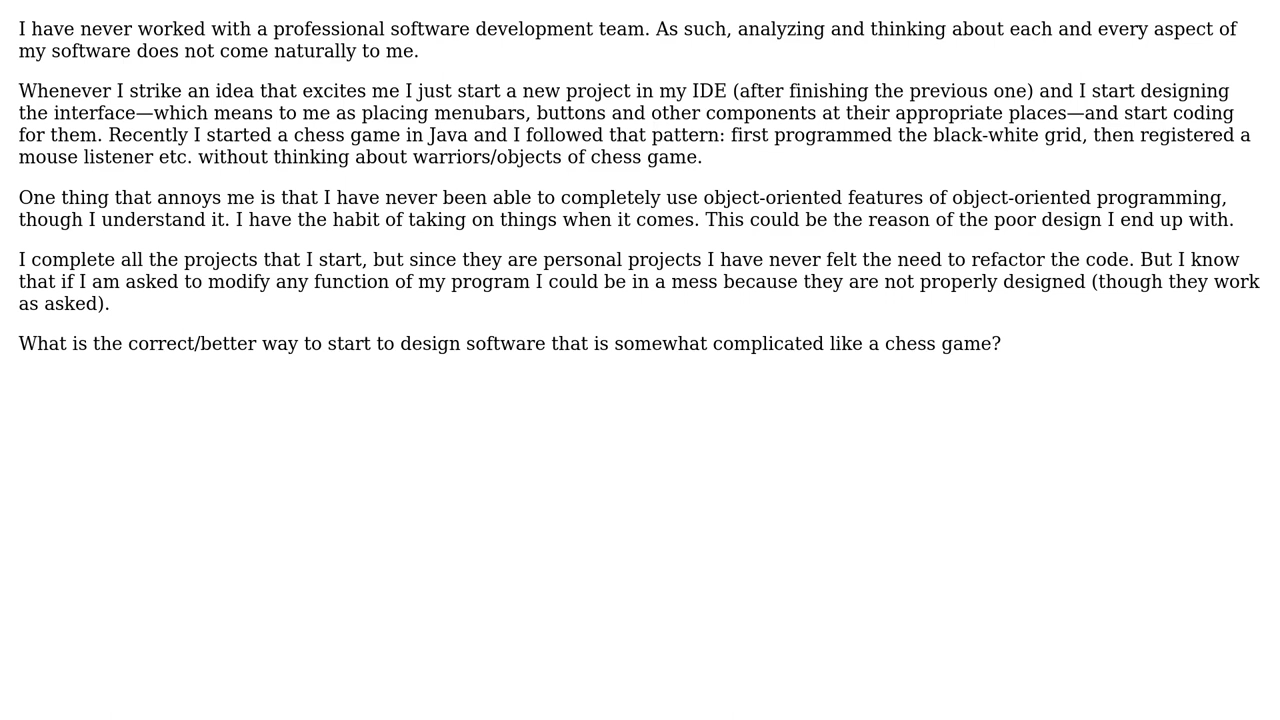 I have never worked with a professional software development team. As such, analyzing and thinking about each and every aspect of
my software does not come naturally to me.
Whenever I strike an idea that excites me I just start a new project in my IDE (after finishing the previous one) and I start designing
the interface—which means to me as placing menubars, buttons and other components at their appropriate places—and start coding
for them. Recently I started a chess game in Java and I followed that pattern: first programmed the black-white grid, then registered a
mouse listener etc. without thinking about warriors/objects of chess game.
One thing that annoys me is that I have never been able to completely use object-oriented features of object-oriented programming,
though I understand it. I have the habit of taking on things when it comes. This could be the reason of the poor design I end up with.
I complete all the projects that I start, but since they are personal projects I have never felt the need to refactor the code. But I know
that if I am asked to modify any function of my program I could be in a mess because they are not properly designed (though they work
as asked).
What is the correct/better way to start to design software that is somewhat complicated like a chess game?